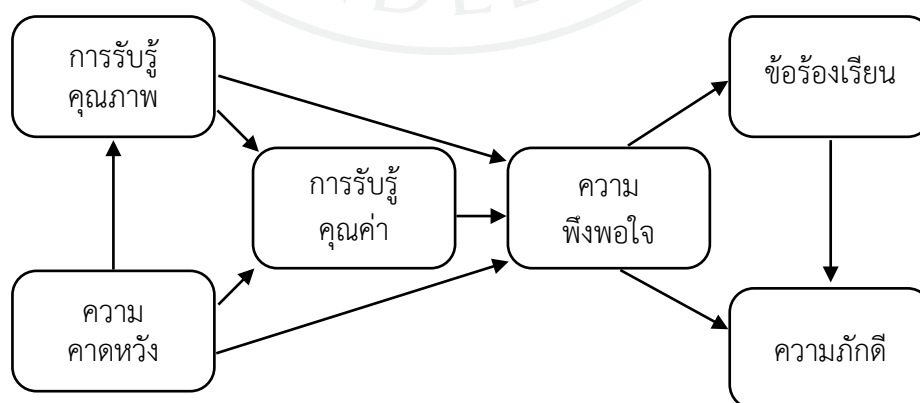 การรับรู้
คุณภาพ
ข้อร้องเรียน
การรับรู้
คุณค่า
ความ
พึงพอใจ
ความ
คาดหวัง
ความภักดี